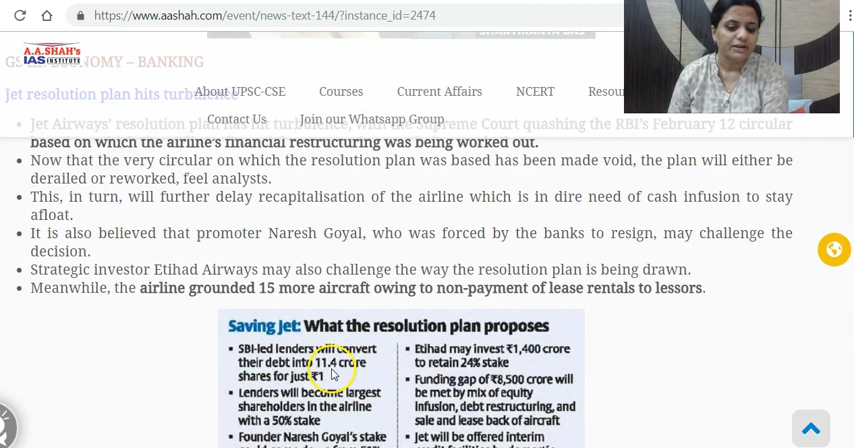 https://www.aashah.com/event/news-text-144/?instance_id=2474
A.A.SHAH'S
IAS INSTITUTE
ECONOMY – BANKING
About UPSC-CSE Courses Current Affairs NCERT
Jet resolution plan hits turbulence
Contact Us Join our Whatsapp Group
Jet Airways' resolution plan has hit turbulence, with the Supreme Court quashing the RBI's February 12 circular
based on which the airline's financial restructuring was being worked out.
Now that the very circular on which the resolution plan was based has been made void, the plan will either be
derailed or reworked, feel analysts.
This, in turn, will further delay recapitalisation of the airline which is in dire need of cash infusion to stay
afloat.
It is also believed that promoter Naresh Goyal, who was forced by the banks to resign, may challenge the
decision.
Strategic investor Etihad Airways may also challenge the way the resolution plan is being drawn.
Meanwhile, the airline grounded 15 more aircraft owing to non-payment of lease rentals to lessors.
Saving Jet: What the resolution plan proposes
SBI-led lenders will convert
their debt into 11.4 crore
shares for just ₹1
Lenders will become largest
shareholders in the airline
with a 50% stake
Founder Naresh Goyal's stake
Etihad may invest ₹1,400 crore
to retain 24% stake
Funding gap of ₹8,500 crore will
be met by mix of equity
infusion, debt restructuring, and
sale and lease back of aircraft
Jet will be offered interim